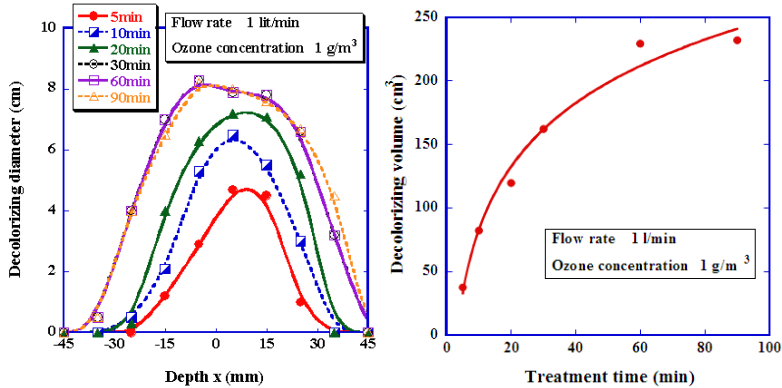 5min
10min
20min
30min
60min
90min
Flow rate 1 lit/min
Ozone concentration 1 g/m3
Decolorizing diameter (cm)
10
8
6
4
2
0
-45 -30 -15 0 15 30 45
Depth x (mm)
Decolorizing volume (cm3)
250
200
150
100
50
0
Flow rate 1 l/min
Ozone concentration 1 g/m 3
0 20 40 60 80 100
Treatment time (min)